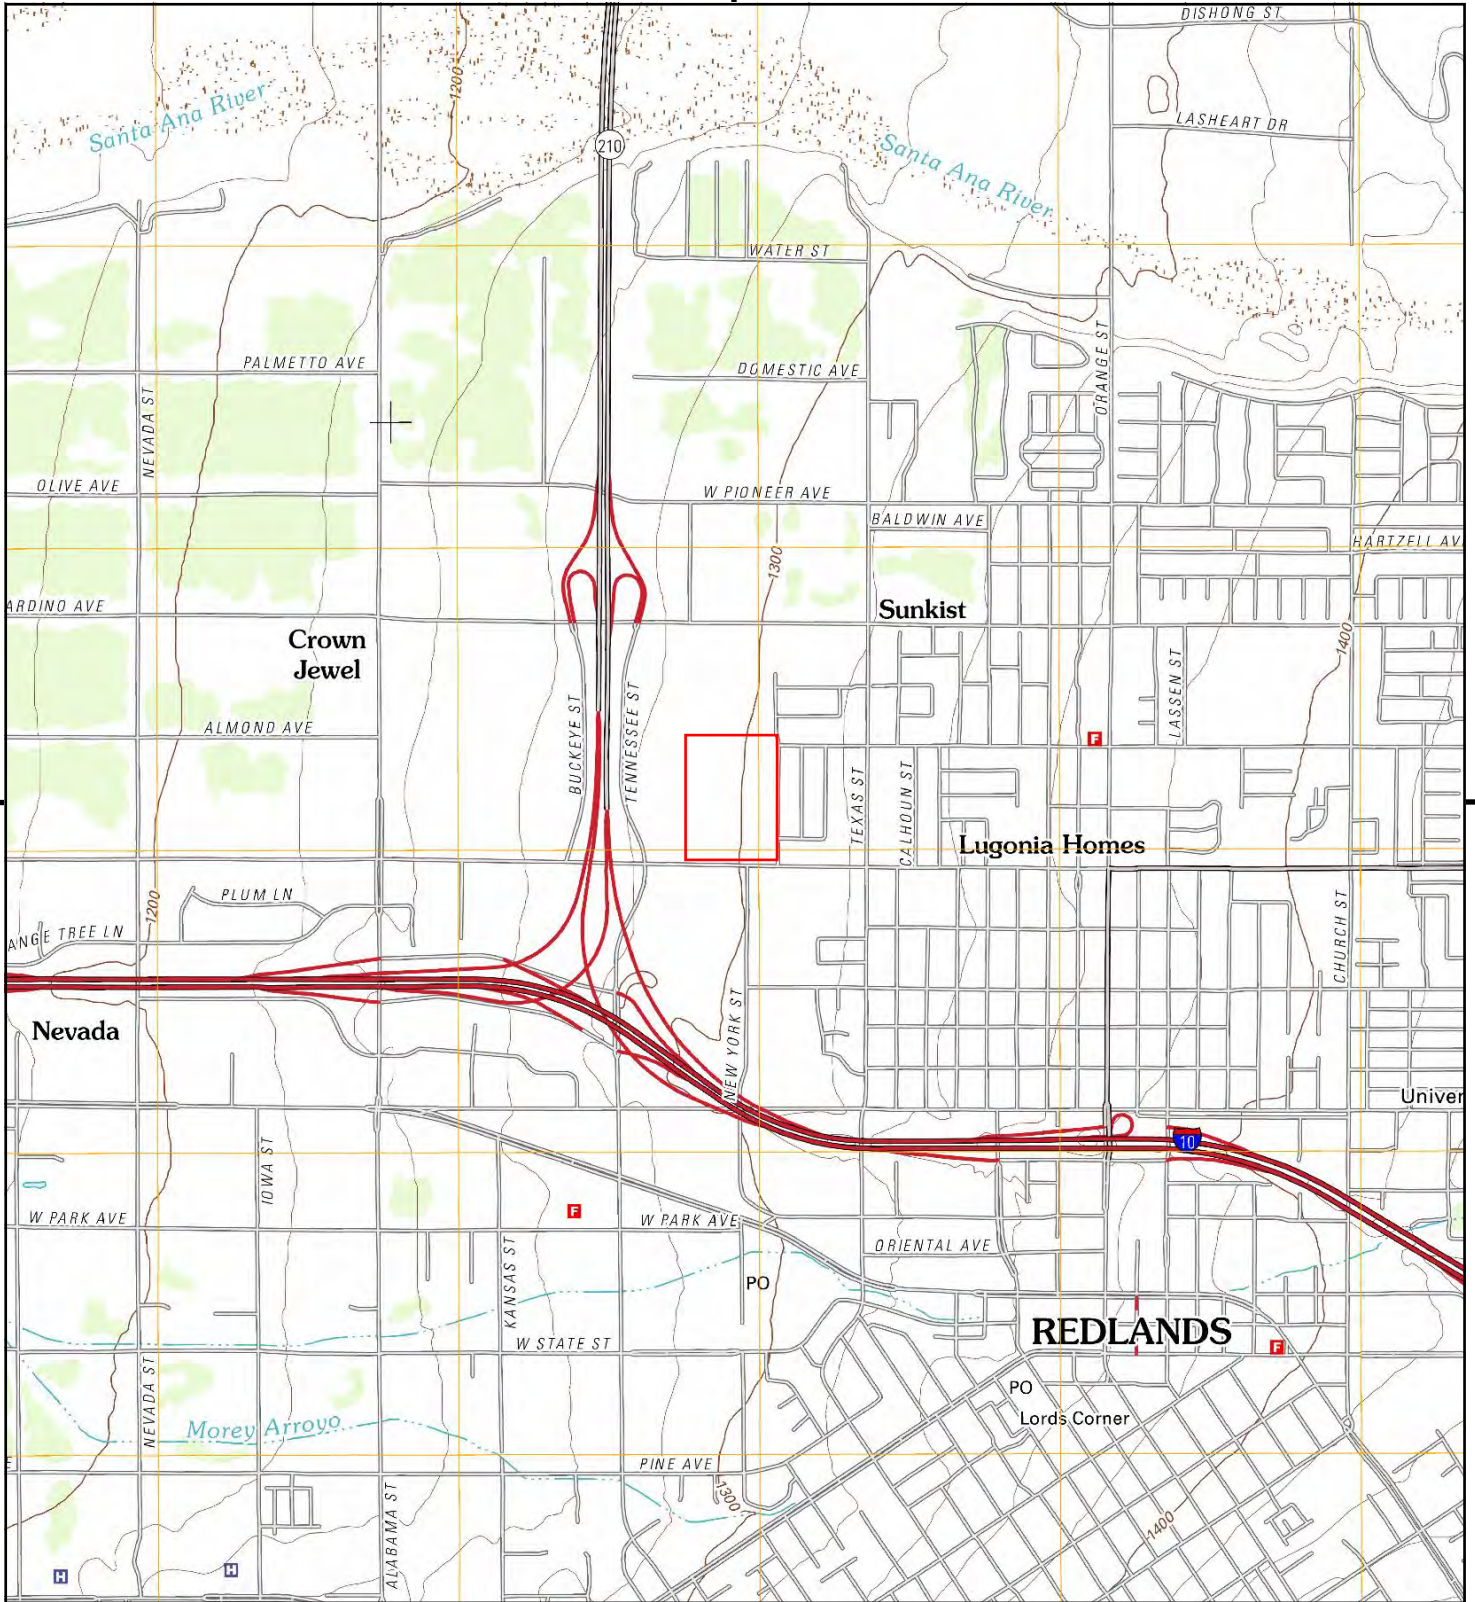 DISHONG ST
1200
Santa Ana River
LASHEART DR
210
Santa Ana River
WATER ST
PALMETTO AVE
DOMESTIC AVE
ORANGE ST
NEVADA ST
OLIVE AVE
W PIONEER AVE
BALDWIN AVE
HARTZELL AV
1300
ARDINO AVE
Sunkist
Crown
Jewel
1400
LASSEN ST
BUCKEYE ST
TENNESSEE ST
ALMOND AVE
F
TEXAS ST
CALHOUN ST
Lugonia Homes
PLUM LN
1200
CHURCH ST
ANGE TREE LN
NEW YORK ST
Nevada
Univer
10
IOWA ST
F
W PARK AVE
W PARK AVE
ORIENTAL AVE
KANSAS ST
PO
REDLANDS
W STATE ST
F
NEVADA ST
PO
Morey Arroyo
Lords Corner
E
PINE AVE
1300
ALABAMA ST
1400
H
H